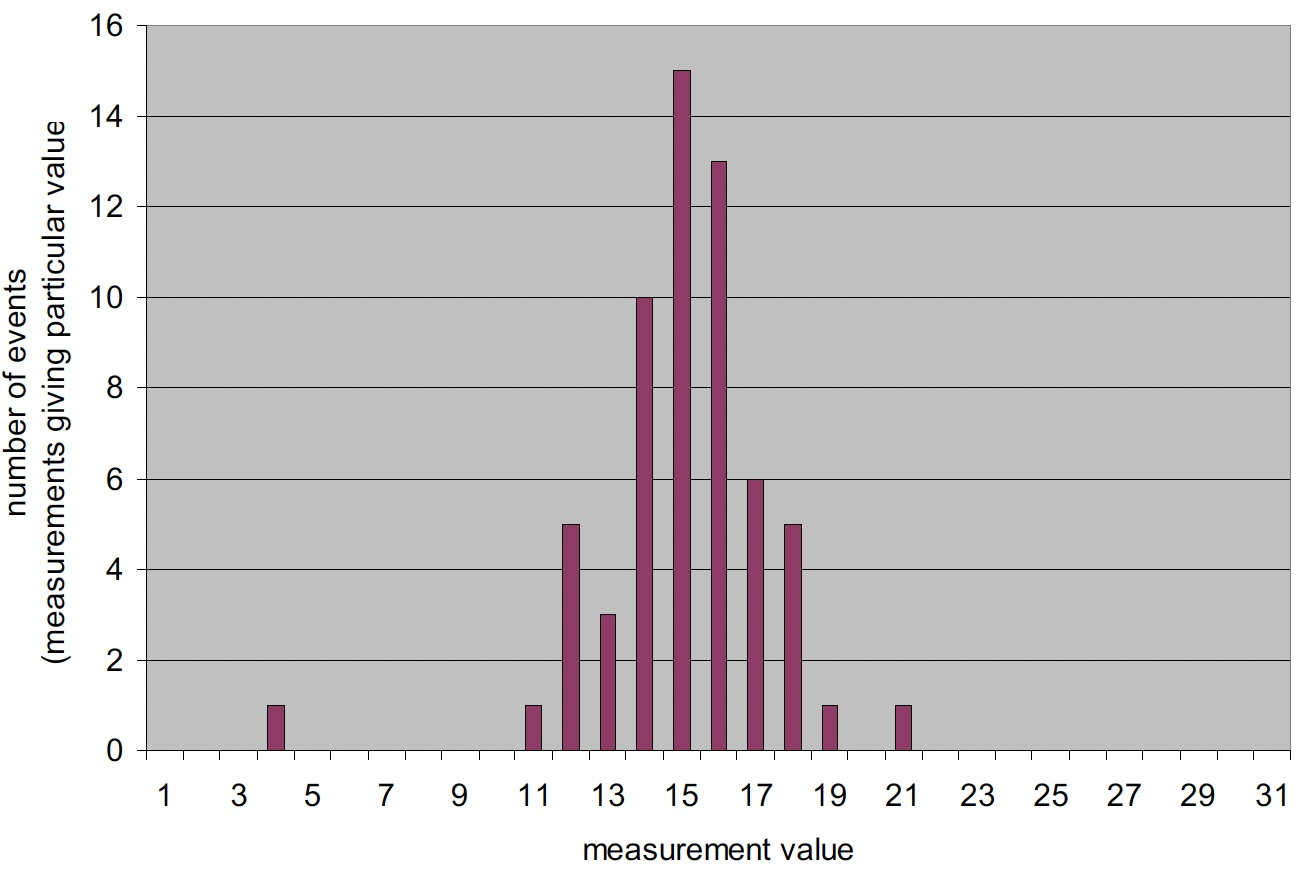 number of events
(measurements giving particular value
16
14
12
10
8
6
4
2
0
1 3 5 7 9 11 13 15 17 19 21 23 25 27 29 31
measurement value